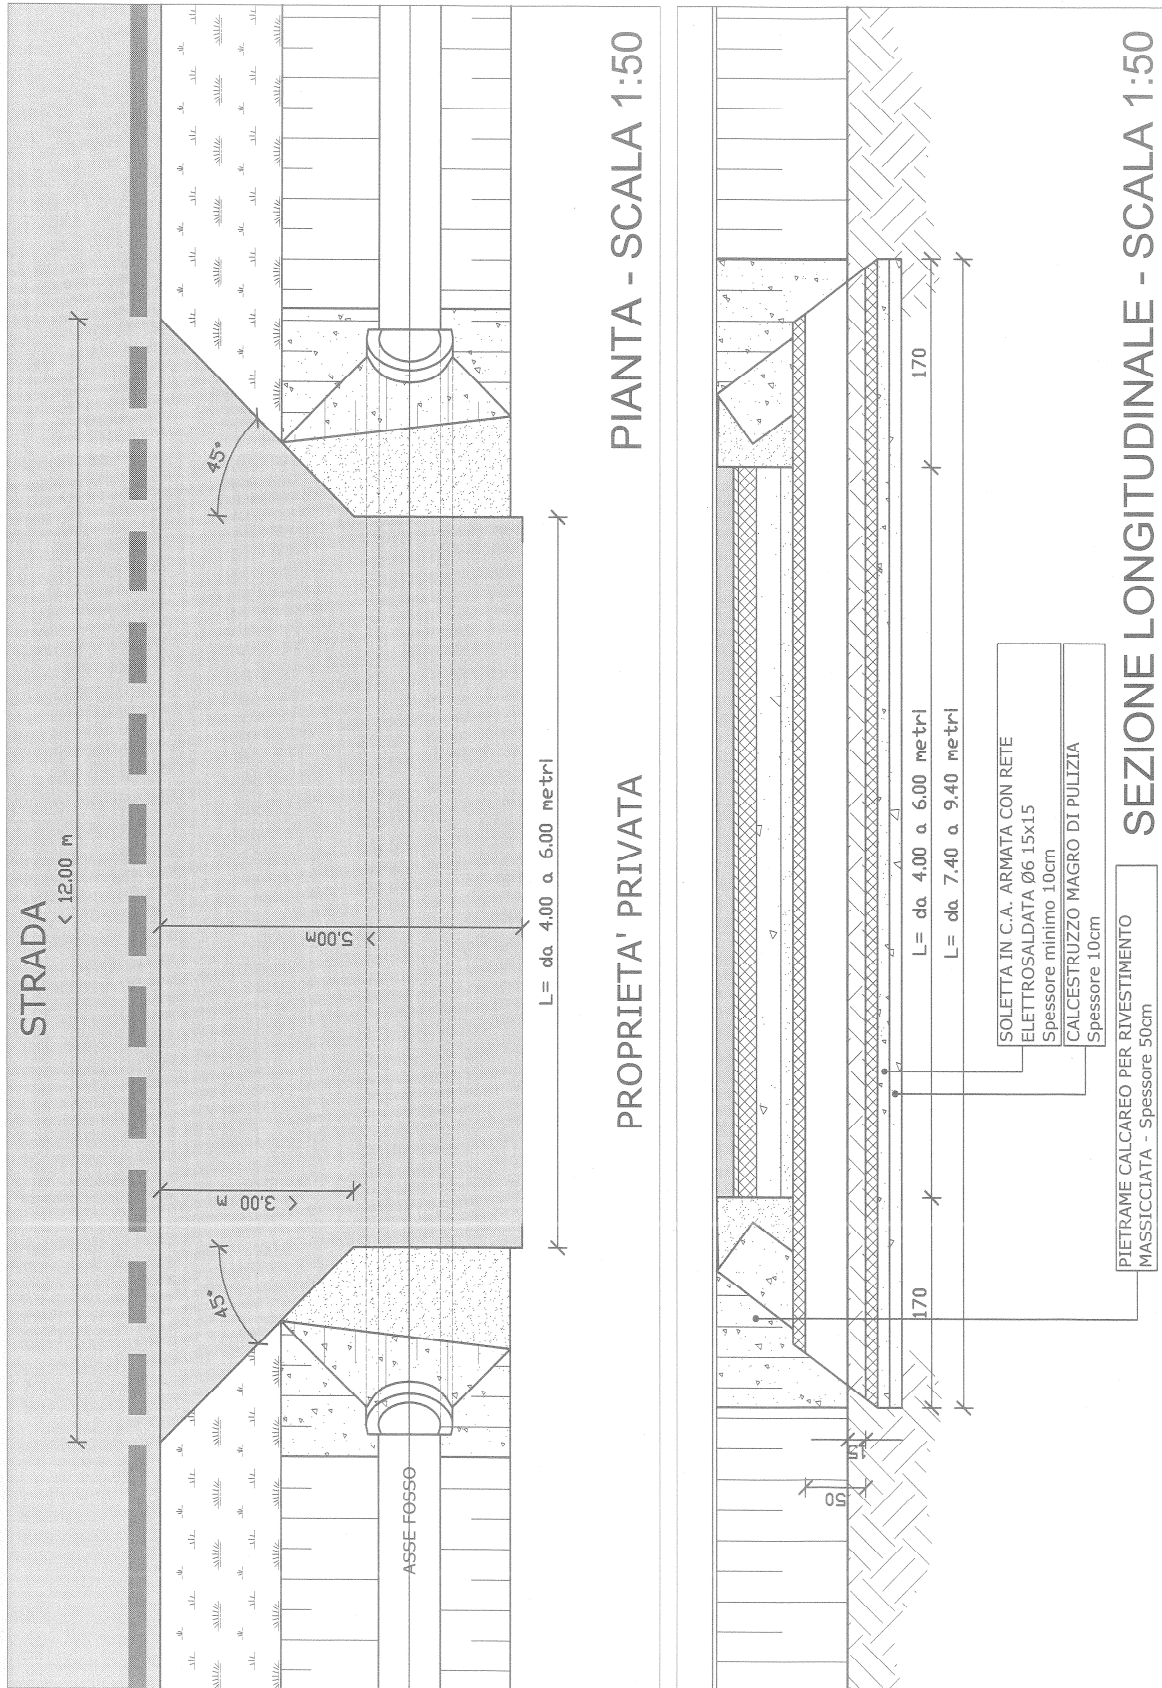 STRADA
< 12.00 m
45°
45°
< 3.00 m
> 5.00m
L= da 4.00 a 6.00 metri
ASSE FOSSO
PROPRIETA' PRIVATA
PIANTA - SCALA 1:50
50
15
170
170
L= da 4.00 a 6.00 metri
L= da 7.40 a 9.40 metri
SOLETTA IN C.A. ARMATA CON RETE
ELETTROSALDATA Ø6 15x15
Spessore minimo 10cm
CALCESTRUZZO MAGRO DI PULIZIA
Spessore 10cm
PIETRAME CALCAREO PER RIVESTIMENTO
MASSICCIATA - Spessore 50cm
SEZIONE LONGITUDINALE - SCALA 1:50